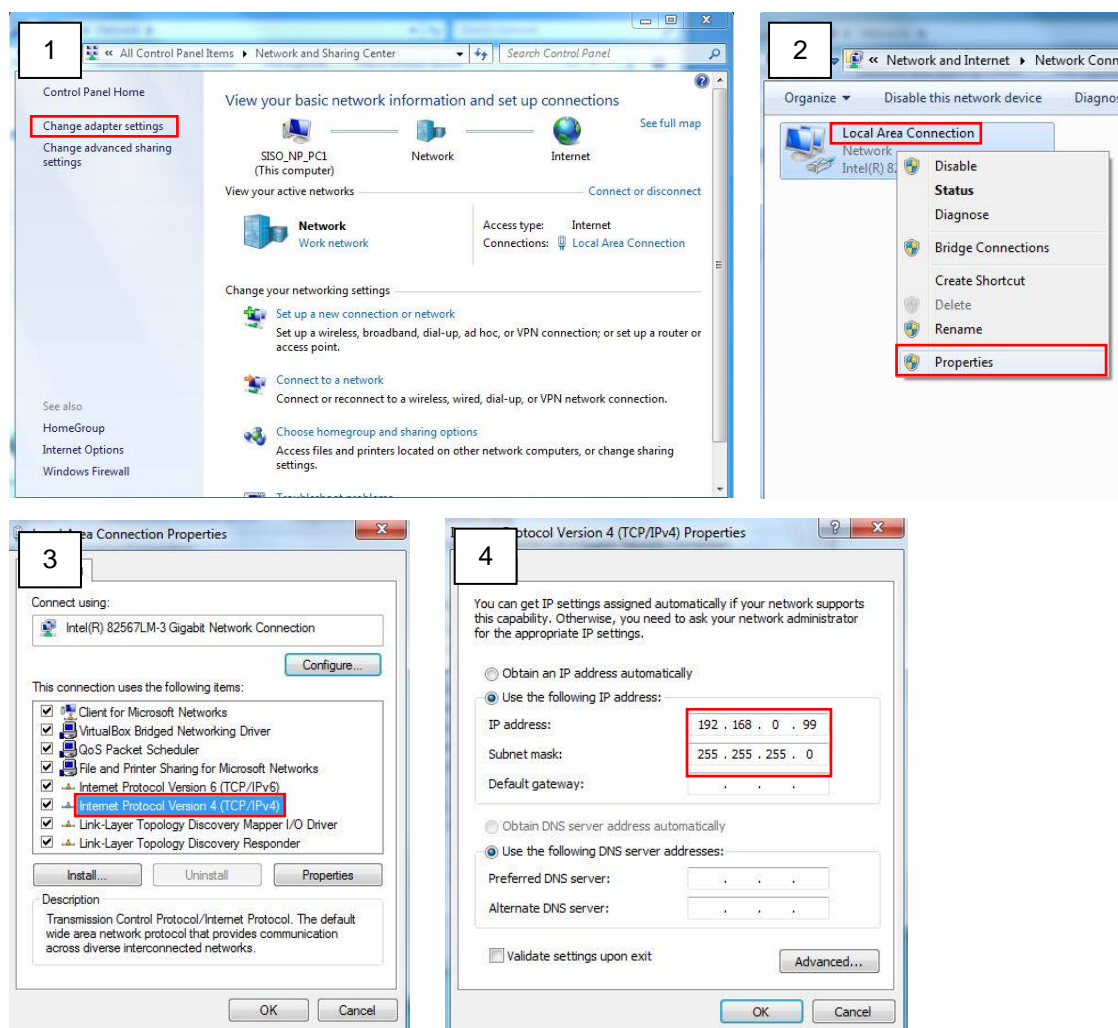 1
« All Control Panel Items ▸ Network and Sharing Center
Search Control Panel
Control Panel Home
Change adapter settings
Change advanced sharing
settings
See also
HomeGroup
Internet Options
Windows Firewall
View your basic network information and set up connections
See full map
SISO_NP_PC1
(This computer)
Network
Internet
View your active networks
Connect or disconnect
Network
Work network
Access type: Internet
Connections: Local Area Connection
Change your networking settings
Set up a new connection or network
Set up a wireless, broadband, dial-up, ad hoc, or VPN connection; or set up a router or
access point.
Connect to a network
Connect or reconnect to a wireless, wired, dial-up, or VPN network connection.
Choose homegroup and sharing options
Access files and printers located on other network computers, or change sharing
settings.
Troubleshoot problems
2
« Network and Internet ▸ Network Conn
Organize Disable this network device Diagnos
Local Area Connection
Network
Intel(R) 82
Disable
Status
Diagnose
Bridge Connections
Create Shortcut
Delete
Rename
Properties
3
ea Connection Properties
Connect using:
Intel(R) 82567LM-3 Gigabit Network Connection
Configure...
This connection uses the following items:
Client for Microsoft Networks
VirtualBox Bridged Networking Driver
QoS Packet Scheduler
File and Printer Sharing for Microsoft Networks
Internet Protocol Version 6 (TCP/IPv6)
Internet Protocol Version 4 (TCP/IPv4)
Link-Layer Topology Discovery Mapper I/O Driver
Link-Layer Topology Discovery Responder
Install... Uninstall Properties
Description
Transmission Control Protocol/Internet Protocol. The default
wide area network protocol that provides communication
across diverse interconnected networks.
OK Cancel
4
otocol Version 4 (TCP/IPv4) Properties
You can get IP settings assigned automatically if your network supports
this capability. Otherwise, you need to ask your network administrator
for the appropriate IP settings.
Obtain an IP address automatically
Use the following IP address:
IP address: 192 . 168 . 0 . 99
Subnet mask: 255 . 255 . 255 . 0
Default gateway: . . .
Obtain DNS server address automatically
Use the following DNS server addresses:
Preferred DNS server: . . .
Alternate DNS server: . . .
Validate settings upon exit
Advanced...
OK Cancel